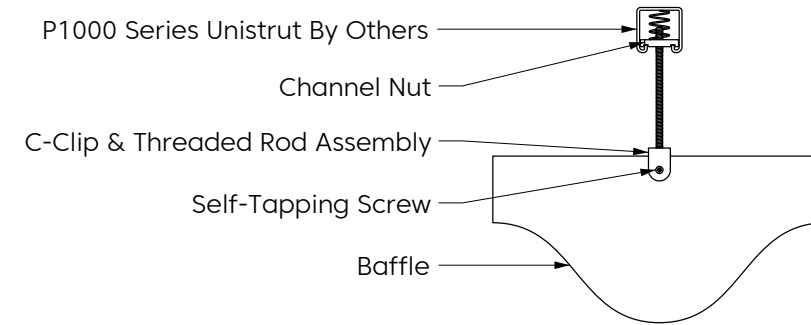 P1000 Series Unistrut By Others
Channel Nut
C-Clip & Threaded Rod Assembly
Self-Tapping Screw
Baffle